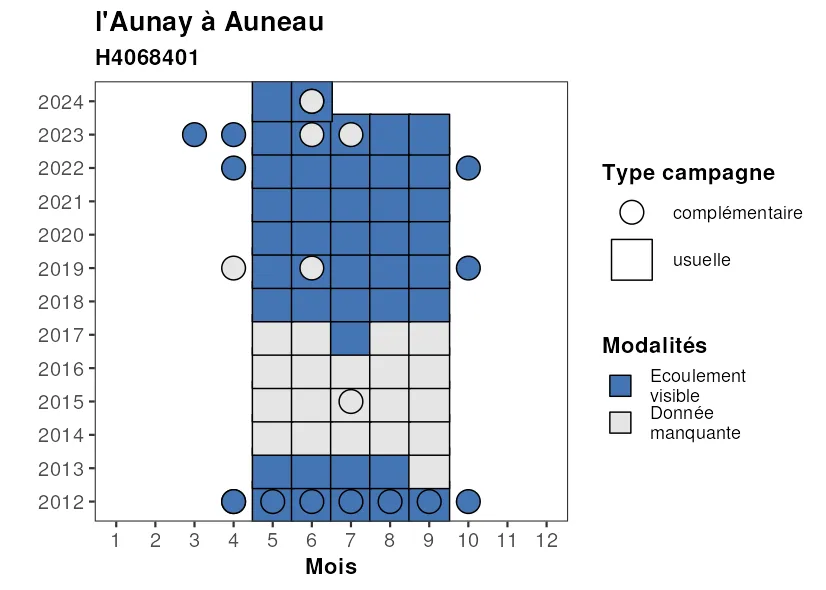 l'Aunay à Auneau
H4068401
2024
2023
2022
2021
2020
2019
2018
2017
2016
2015
2014
2013
2012
1 2 3 4 5 6 7 8 9 10 11 12
Mois
Type campagne
complémentaire
usuelle
Modalités
Ecoulement
visible
Donnée
manquante